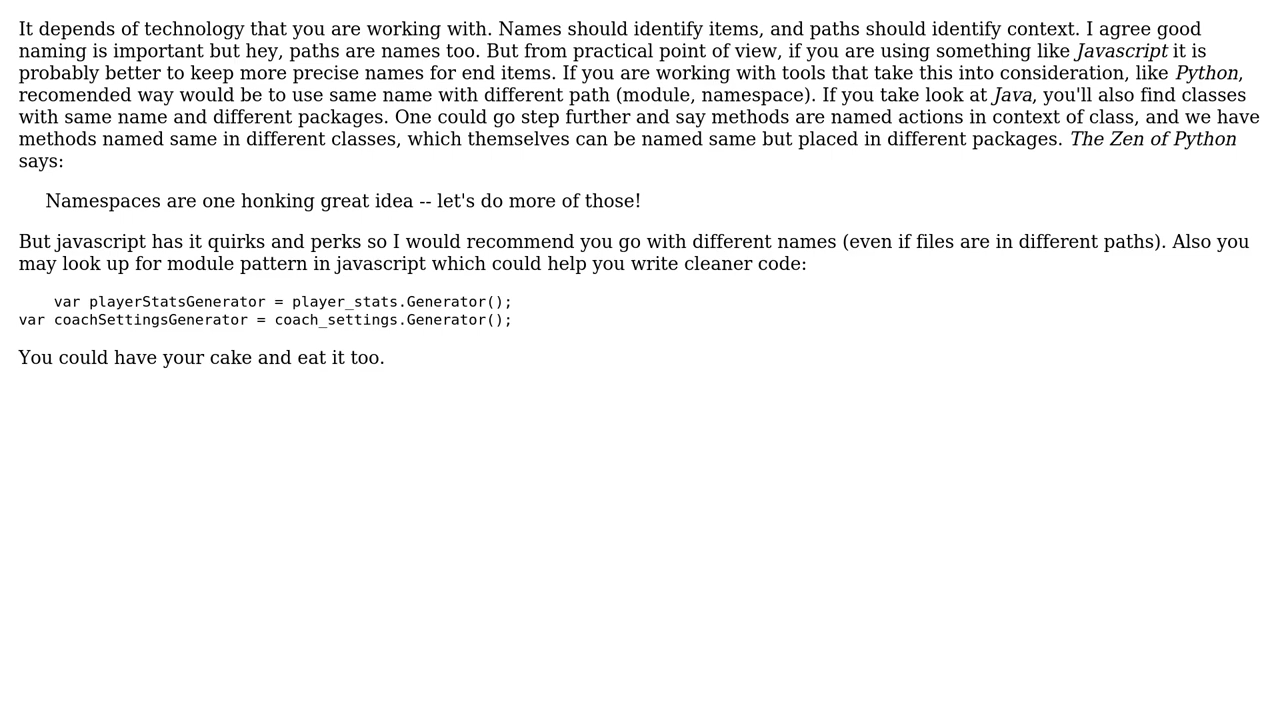 It depends of technology that you are working with. Names should identify items, and paths should identify context. I agree good
naming is important but hey, paths are names too. But from practical point of view, if you are using something like Javascript it is
probably better to keep more precise names for end items. If you are working with tools that take this into consideration, like Python,
recomended way would be to use same name with different path (module, namespace). If you take look at Java, you'll also find classes
with same name and different packages. One could go step further and say methods are named actions in context of class, and we have
methods named same in different classes, which themselves can be named same but placed in different packages. The Zen of Python
says:
Namespaces are one honking great idea -- let's do more of those!
But javascript has it quirks and perks so I would recommend you go with different names (even if files are in different paths). Also you
may look up for module pattern in javascript which could help you write cleaner code:
var playerStatsGenerator = player_stats.Generator();
var coachSettingsGenerator = coach_settings.Generator();
You could have your cake and eat it too.